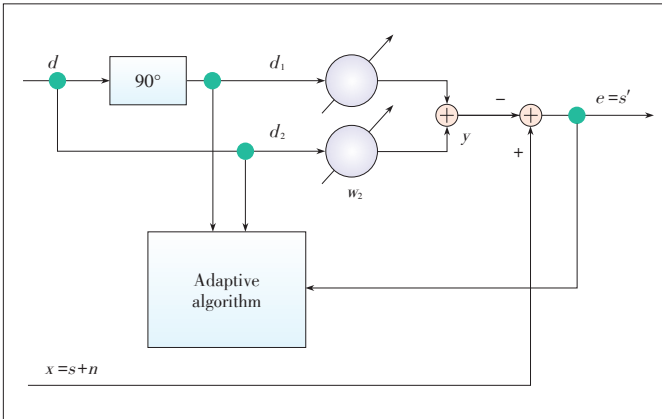 d
90°
d₁
d₂
w₂
+
y
−
+
+
e=s′
Adaptive
algorithm
x=s+n